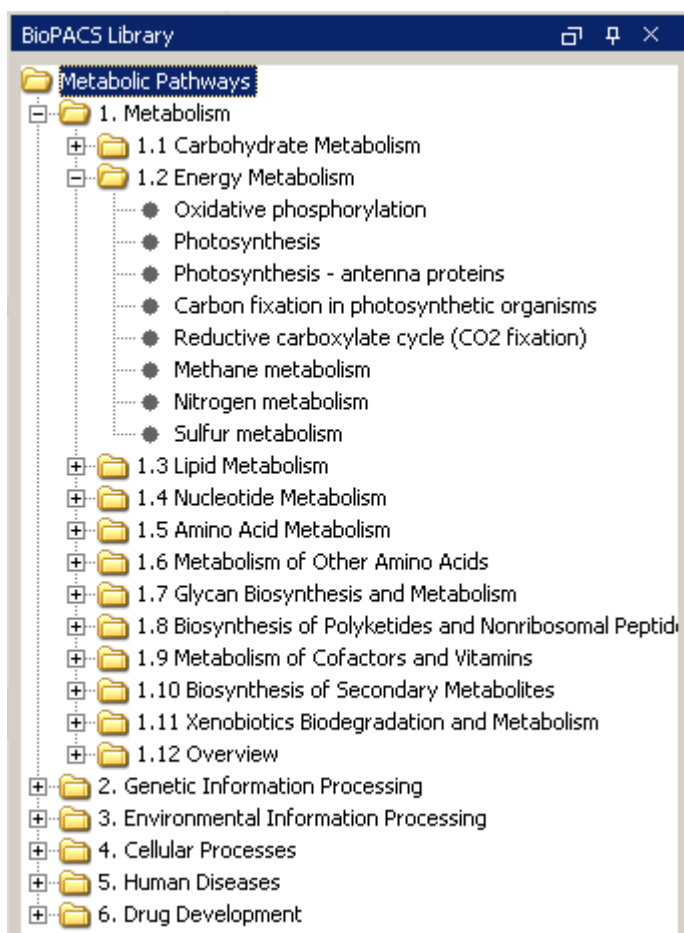 BioPACS Library
Metabolic Pathways
1. Metabolism
1.1 Carbohydrate Metabolism
1.2 Energy Metabolism
Oxidative phosphorylation
Photosynthesis
Photosynthesis - antenna proteins
Carbon fixation in photosynthetic organisms
Reductive carboxylate cycle (CO2 fixation)
Methane metabolism
Nitrogen metabolism
Sulfur metabolism
1.3 Lipid Metabolism
1.4 Nucleotide Metabolism
1.5 Amino Acid Metabolism
1.6 Metabolism of Other Amino Acids
1.7 Glycan Biosynthesis and Metabolism
1.8 Biosynthesis of Polyketides and Nonribosomal Peptid
1.9 Metabolism of Cofactors and Vitamins
1.10 Biosynthesis of Secondary Metabolites
1.11 Xenobiotics Biodegradation and Metabolism
1.12 Overview
2. Genetic Information Processing
3. Environmental Information Processing
4. Cellular Processes
5. Human Diseases
6. Drug Development